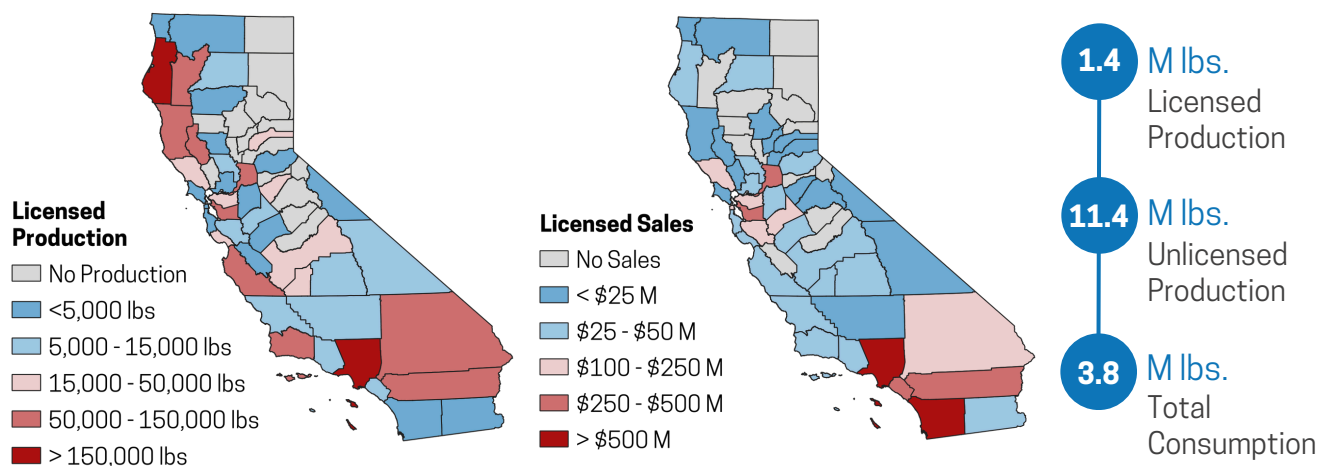 Licensed
Production
No Production
<5,000 lbs
5,000 - 15,000 lbs
15,000 - 50,000 lbs
50,000 - 150,000 lbs
> 150,000 lbs
Licensed Sales
No Sales
< $25 M
$25 - $50 M
$100 - $250 M
$250 - $500 M
> $500 M
1.4 M lbs.
Licensed
Production
11.4 M lbs.
Unlicensed
Production
3.8 M lbs.
Total
Consumption